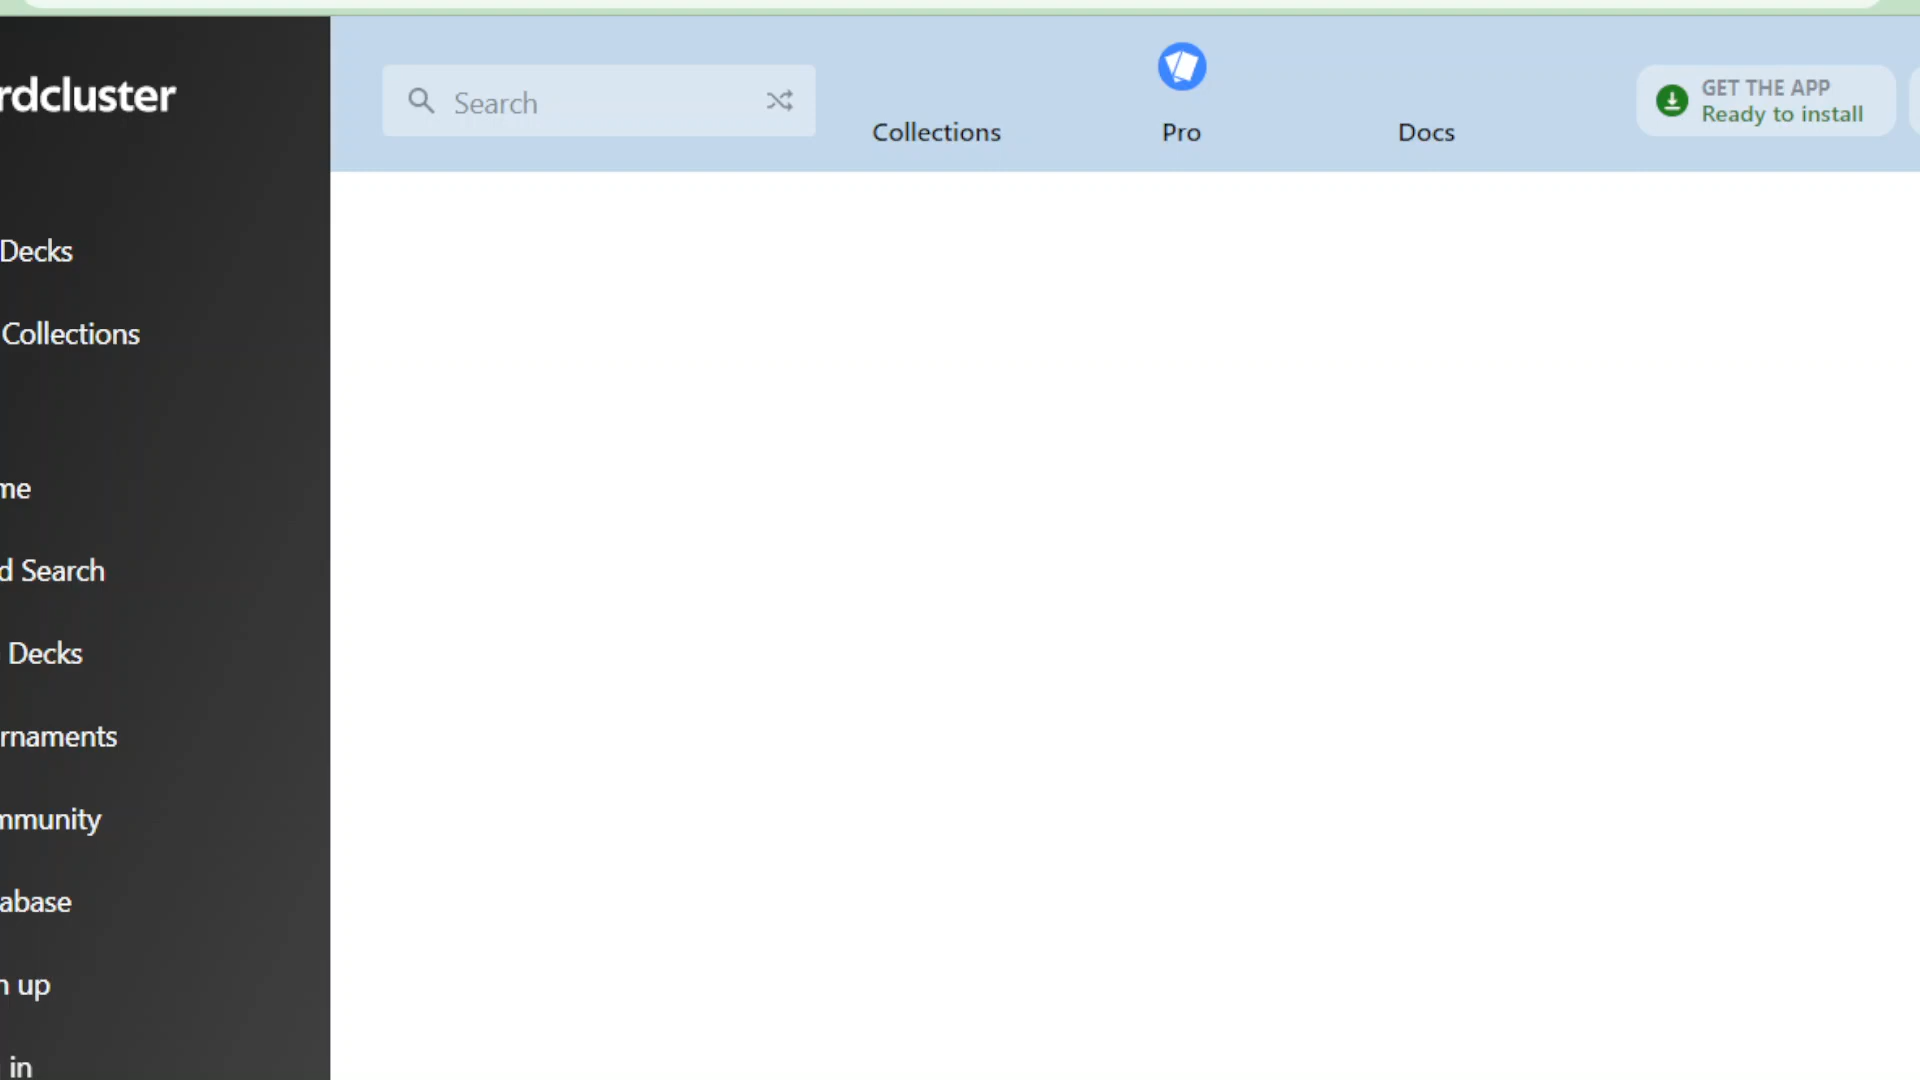 rdcluster
Search
Collections
Pro
Docs
GET THE APP
Ready to install
Decks
Collections
me
d Search
Decks
rnaments
mmunity
abase
n up
in